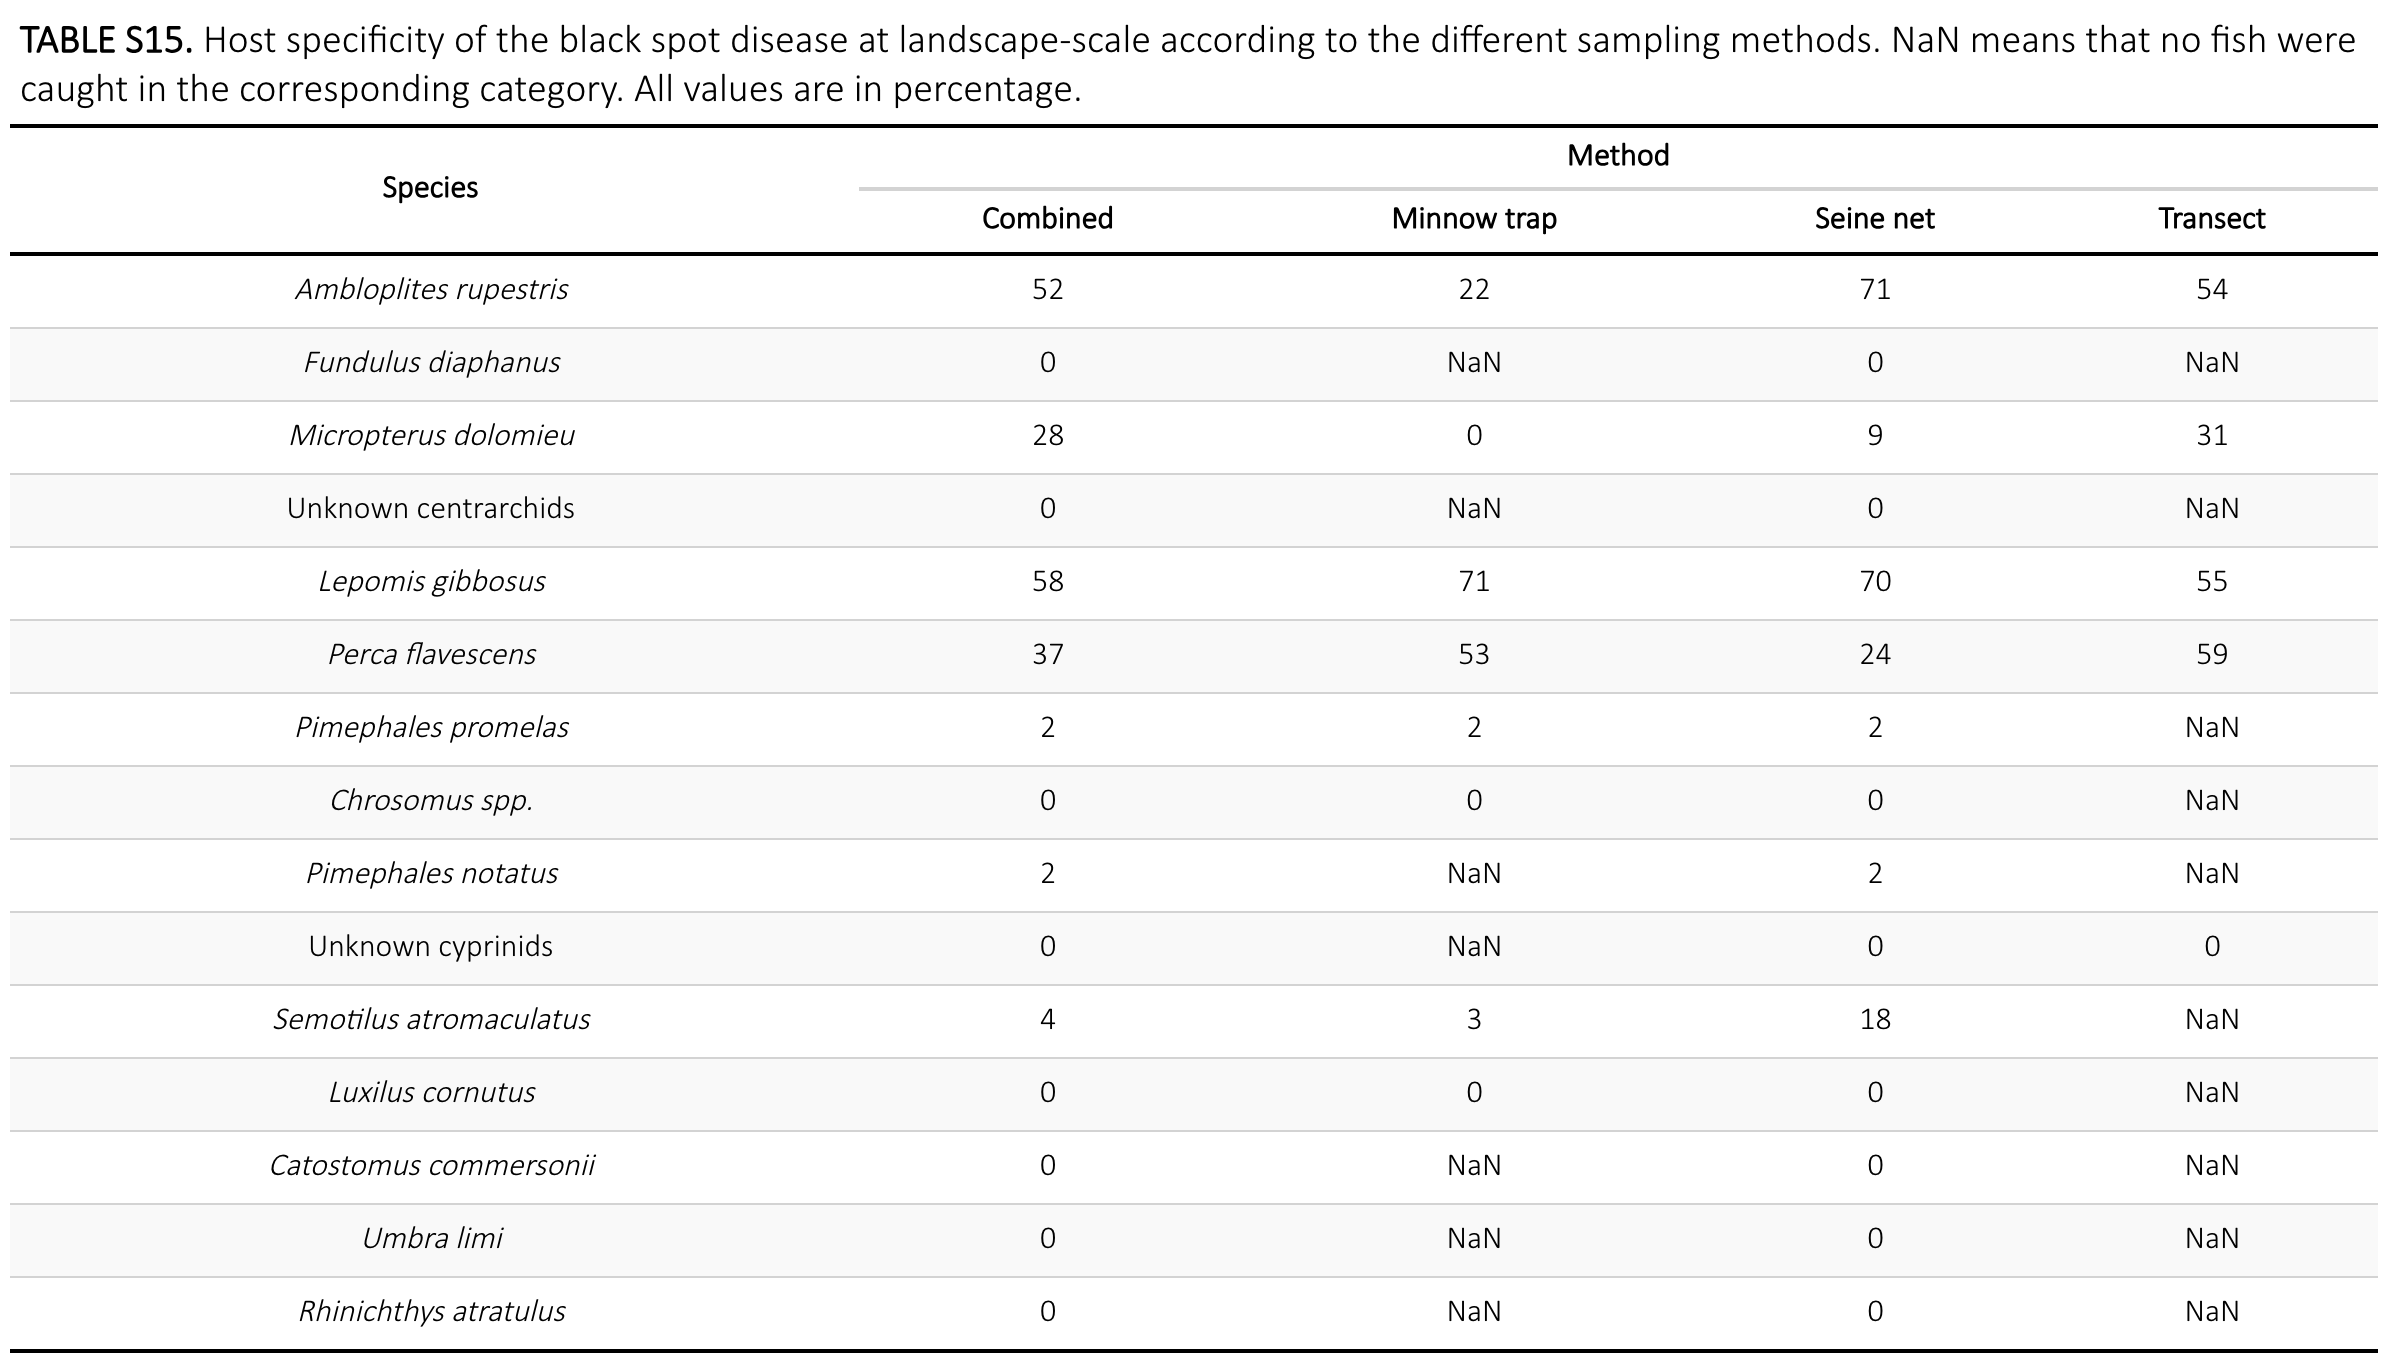 TABLE S15. Host specificity of the black spot disease at landscape-scale according to the different sampling methods. NaN means that no fish were
caught in the corresponding category. All values are in percentage.
Species Method
Combined Minnow trap Seine net Transect
Ambloplites rupestris 52 22 71 54
Fundulus diaphanus 0 NaN 0 NaN
Micropterus dolomieu 28 0 9 31
Unknown centrarchids 0 NaN 0 NaN
Lepomis gibbosus 58 71 70 55
Perca flavescens 37 53 24 59
Pimephales promelas 2 2 2 NaN
Chrosomus spp. 0 0 0 NaN
Pimephales notatus 2 NaN 2 NaN
Unknown cyprinids 0 NaN 0 0
Semotilus atromaculatus 4 3 18 NaN
Luxilus cornutus 0 0 0 NaN
Catostomus commersonii 0 NaN 0 NaN
Umbra limi 0 NaN 0 NaN
Rhinichthys atratulus 0 NaN 0 NaN